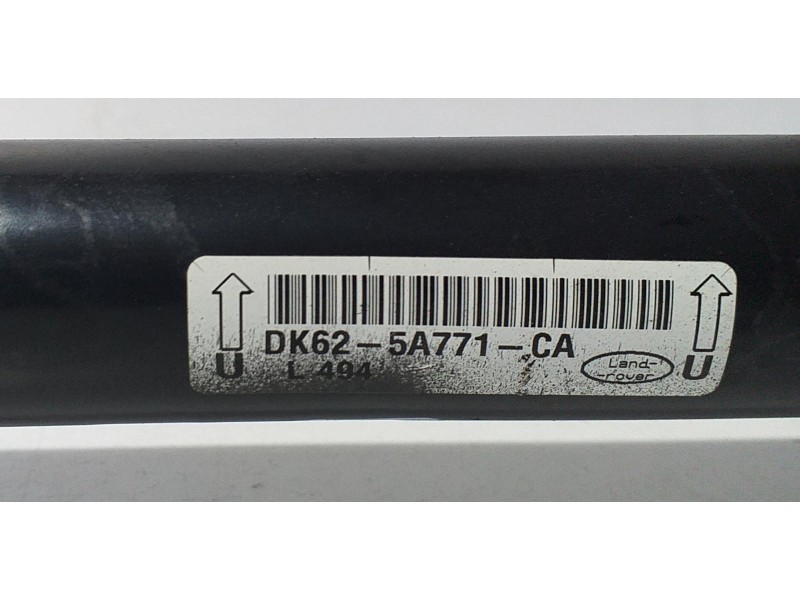 DK62-5A771-CA
L 494
Land-
-rover
U
U